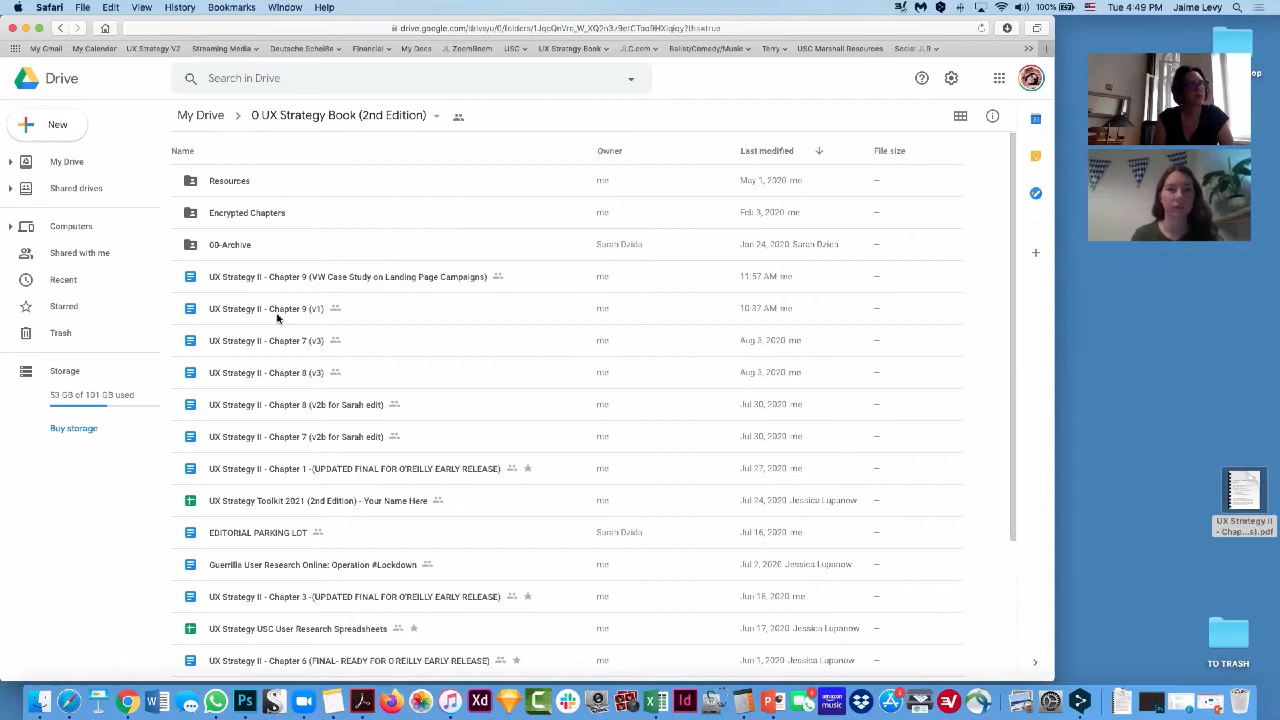 Safari File Edit View History Bookmarks Window Help 100% Tue 4:49 PM Jaime Levy
My Gmail My Calendar UX Strategy V2 Streaming Media Deutsche Scheiße Financial My Docs JL ZoomRoom USC UX Strategy Book JLR.com Ballet/Comedy/Music Terry USC Marshall Resources Social JLR
Drive Search in Drive
New
My Drive
Shared drives
Computers
Shared with me
Recent
Starred
Trash
Storage
53 GB of 101 GB used
Buy storage
My Drive 0 UX Strategy Book (2nd Edition)
Name Owner Last modified File size
Resources me May 1, 2020 me –
Encrypted Chapters me Feb 3, 2020 me –
00-Archive Sarah Dzida Jan 24, 2020 Sarah Dzida –
UX Strategy II - Chapter 9 (VW Case Study on Landing Page Campaigns) me 11:57 AM me –
UX Strategy II - Chapter 9 (v1) me 10:37 AM me –
UX Strategy II - Chapter 7 (v3) me Aug 3, 2020 me –
UX Strategy II - Chapter 8 (v3) me Aug 3, 2020 me –
UX Strategy II - Chapter 8 (v2b for Sarah edit) me Jul 30, 2020 me –
UX Strategy II - Chapter 7 (v2b for Sarah edit) me Jul 30, 2020 me –
UX Strategy II - Chapter 1 -(UPDATED FINAL FOR O'REILLY EARLY RELEASE) me Jul 27, 2020 me –
UX Strategy Toolkit 2021 (2nd Edition) - Your Name Here me Jul 24, 2020 Jessica Lupanow –
EDITORIAL PARKING LOT Sarah Dzida Jul 16, 2020 me –
Guerrilla User Research Online: Operation #Lockdown me Jul 2, 2020 Jessica Lupanow –
UX Strategy II - Chapter 3 -(UPDATED FINAL FOR O'REILLY EARLY RELEASE) me Jun 18, 2020 me –
UX Strategy USC User Research Spreadsheets me Jun 17, 2020 Jessica Lupanow –
UX Strategy II - Chapter 6 (FINAL- READY FOR O'REILLY EARLY RELEASE) me Jun 1, 2020 Jessica Lupanow –
UX Strategy II
- Chap...s).pdf
TO TRASH